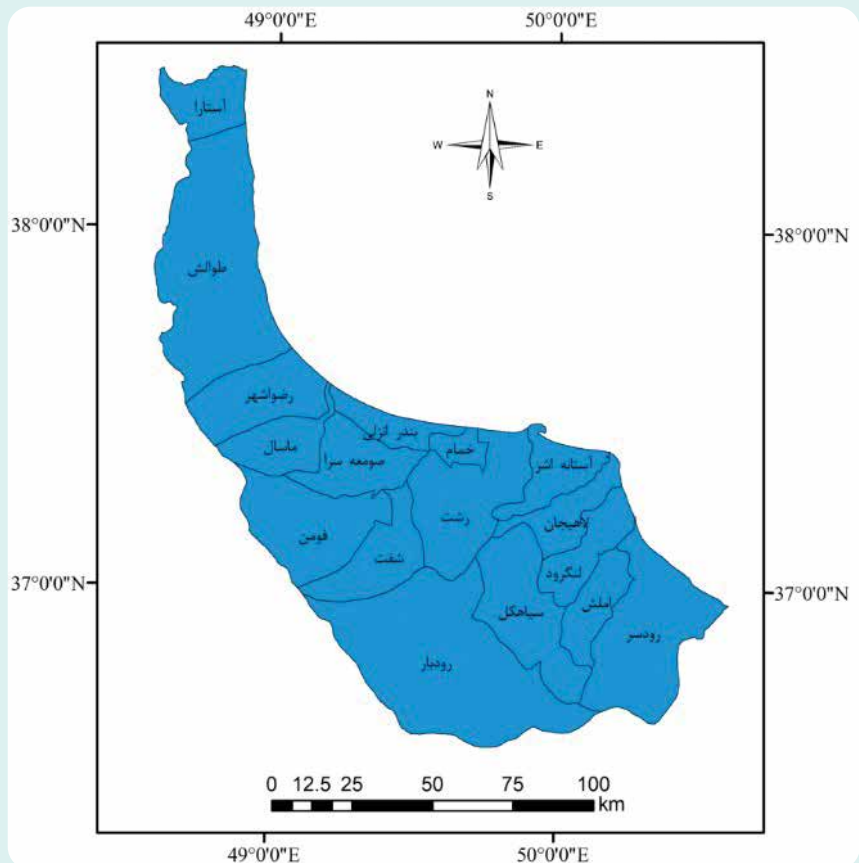 49°0'0"E
50°0'0"E
آستارا
N
W
E
S
38°0'0"N
38°0'0"N
طوالش
رضوانشهر
بندر انزلی
ماسال
صومعه سرا
خمام
آستانه اشر
رشت
لاهیجان
فومن
شفت
لنگرود
37°0'0"N
37°0'0"N
املش
سیاهکل
رودسر
رودبار
0 12.5 25 50 75 100
km
49°0'0"E
50°0'0"E